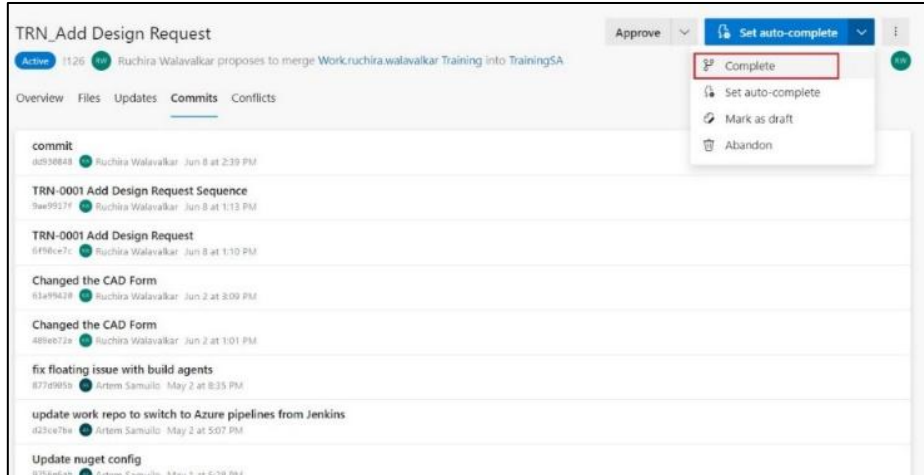 TRN_Add Design Request
Approve
Set auto-complete
Active !126 RW Ruchira Walavalkar proposes to merge Work.ruchira.walavalkar Training into TrainingSA
RW
Complete
Set auto-complete
Mark as draft
Abandon
Overview Files Updates Commits Conflicts
commit
dd930848 Ruchira Walavalkar Jun 8 at 2:39 PM
TRN-0001 Add Design Request Sequence
9ae9917f Ruchira Walavalkar Jun 8 at 1:13 PM
TRN-0001 Add Design Request
Ruchira Walavalkar Jun 8 at 1:10 PM
Changed the CAD Form
Ruchira Walavalkar Jun 2 at 3:09 PM
Changed the CAD Form
Ruchira Walavalkar Jun 2 at 1:01 PM
fix floating issue with build agents
Artem Samuilo May 2 at 8:35 PM
update work repo to switch to Azure pipelines from Jenkins
Artem Samuilo May 2 at 5:07 PM
Update nuget config